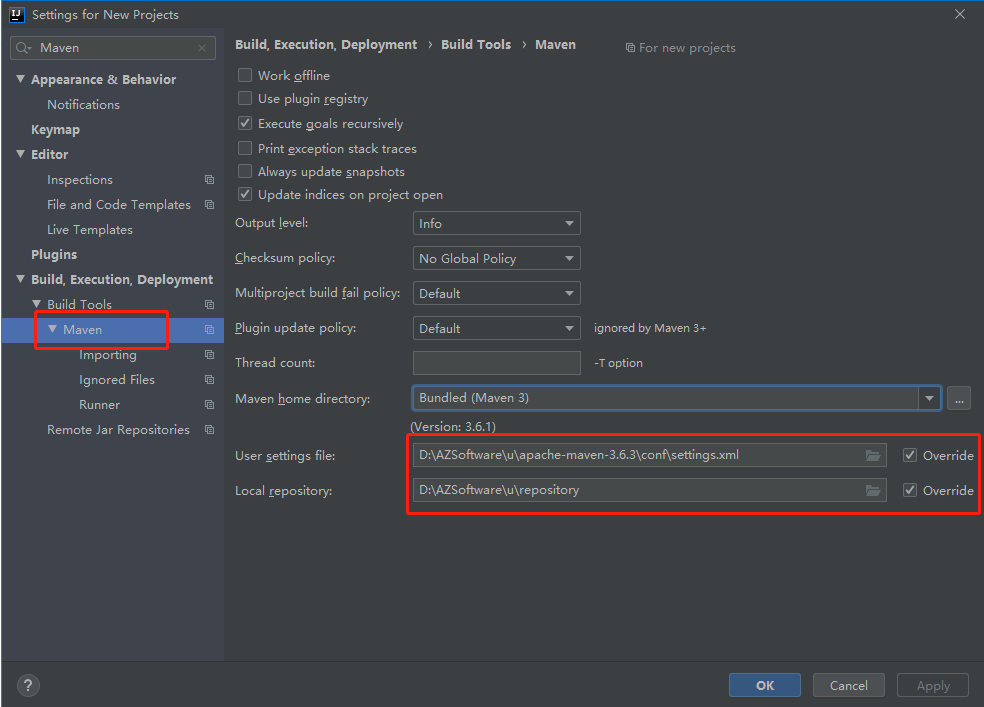 Settings for New Projects
Maven
Appearance & Behavior
Notifications
Keymap
Editor
Inspections
File and Code Templates
Live Templates
Plugins
Build, Execution, Deployment
Build Tools
Maven
Importing
Ignored Files
Runner
Remote Jar Repositories
Build, Execution, Deployment › Build Tools › Maven
For new projects
Work offline
Use plugin registry
Execute goals recursively
Print exception stack traces
Always update snapshots
Update indices on project open
Output level: Info
Checksum policy: No Global Policy
Multiproject build fail policy: Default
Plugin update policy: Default ignored by Maven 3+
Thread count: -T option
Maven home directory: Bundled (Maven 3) ...
(Version: 3.6.1)
User settings file: D:\AZSoftware\u\apache-maven-3.6.3\conf\settings.xml Override
Local repository: D:\AZSoftware\u\repository Override
? OK Cancel Apply